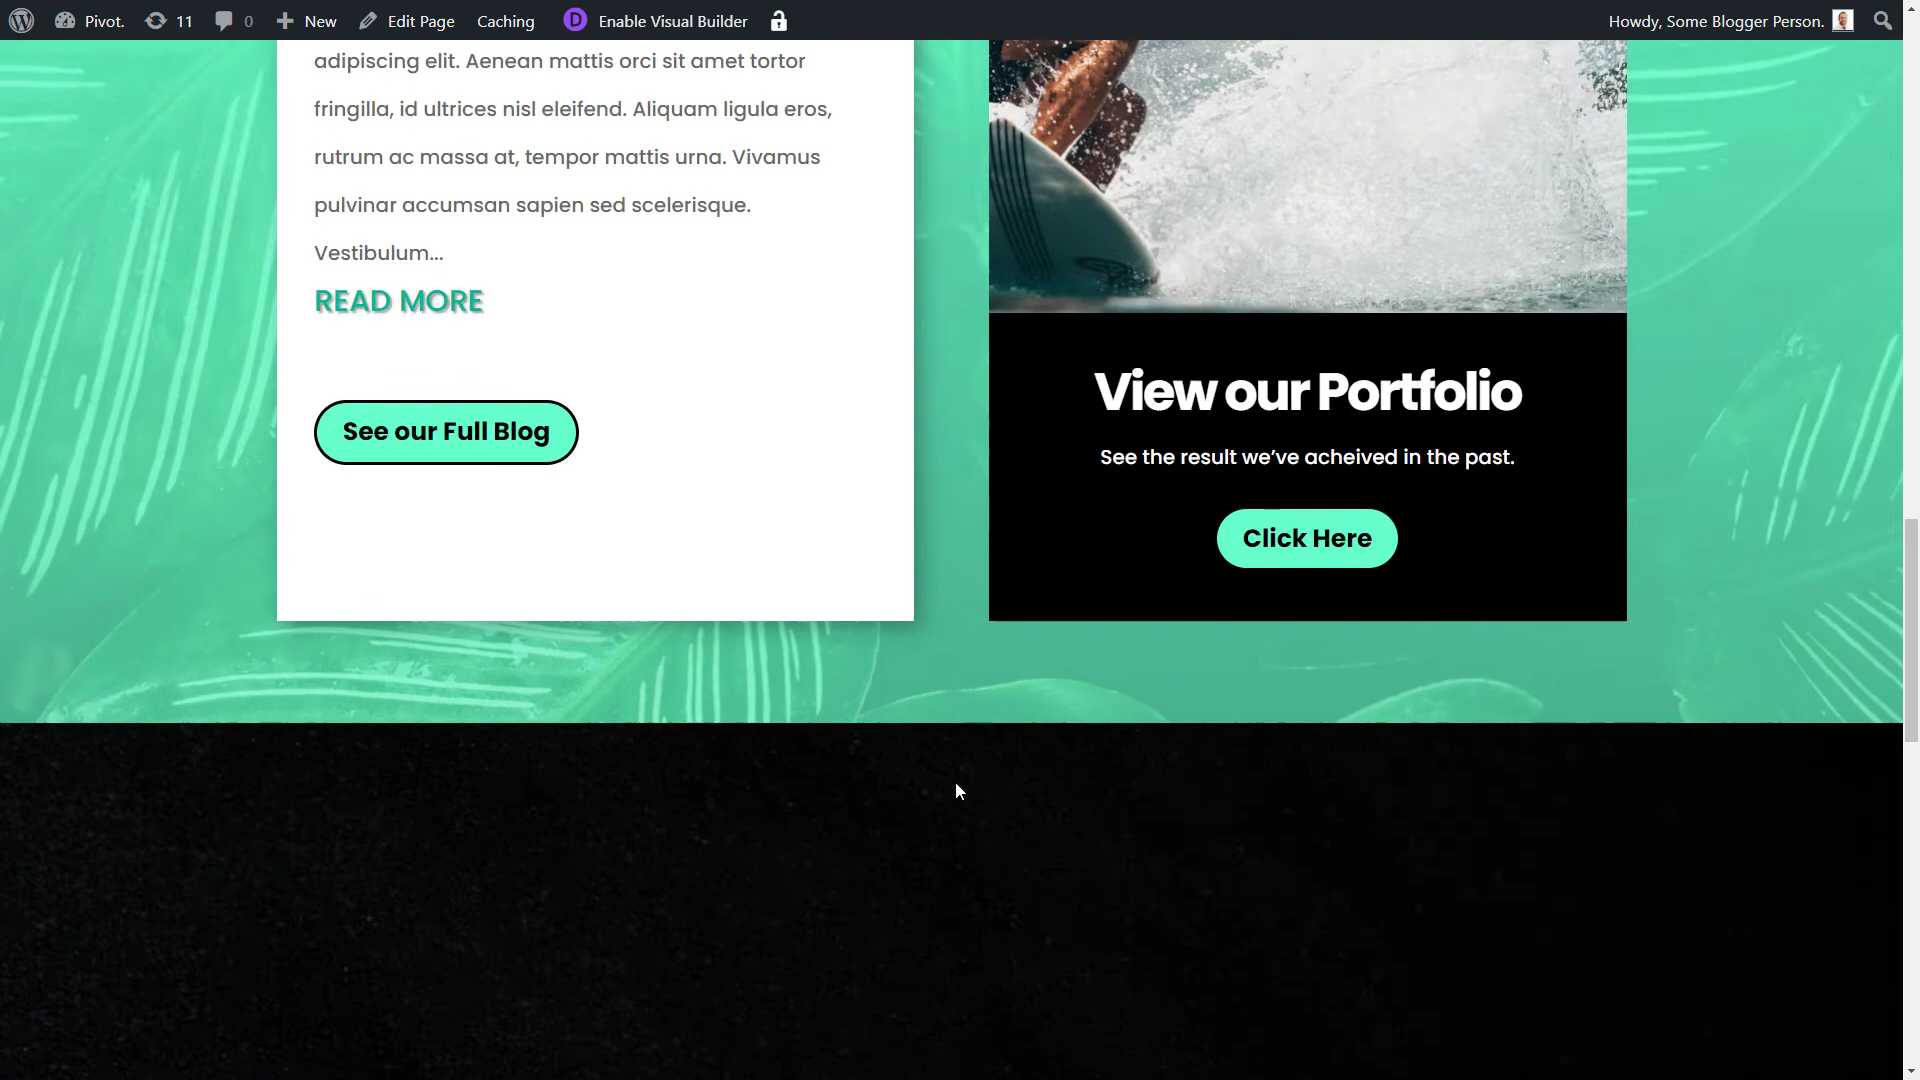 Pivot. 11 0 New Edit Page Caching D Enable Visual Builder Howdy, Some Blogger Person.
adipiscing elit. Aenean mattis orci sit amet tortor
fringilla, id ultrices nisl eleifend. Aliquam ligula eros,
rutrum ac massa at, tempor mattis urna. Vivamus
pulvinar accumsan sapien sed scelerisque.
Vestibulum...
READ MORE
See our Full Blog
View our Portfolio
See the result we've acheived in the past.
Click Here